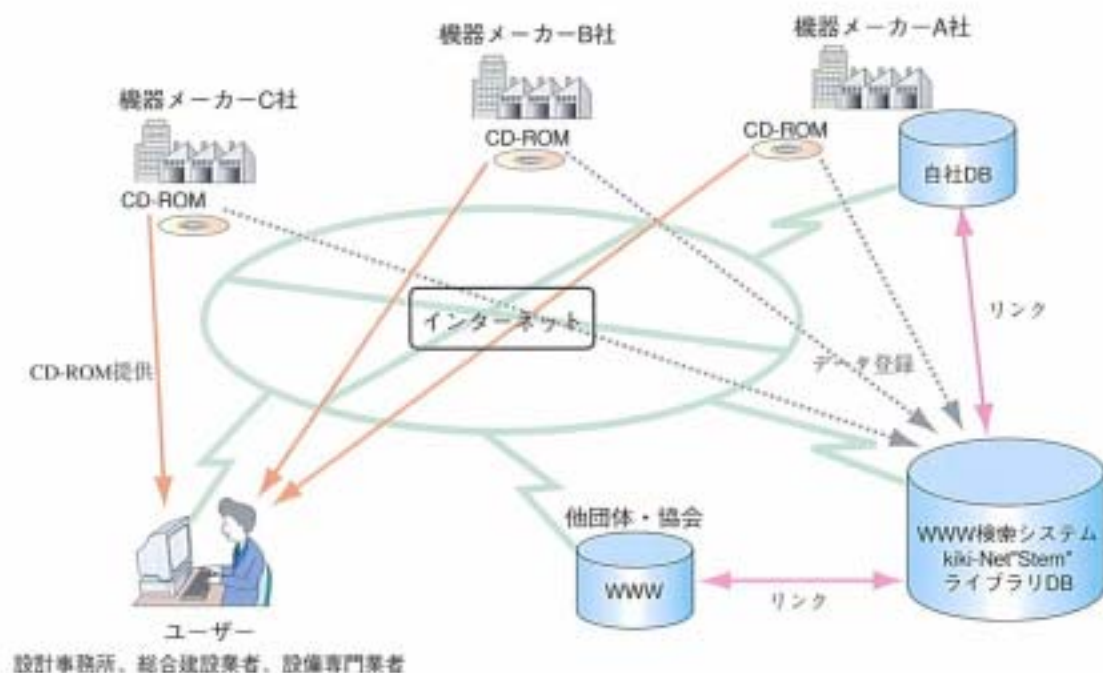 機器メーカーB社
機器メーカーA社
機器メーカーC社
CD-ROM
CD-ROM
CD-ROM
自社DB
リンク
インターネット
データ登録
CD-ROM提供
他団体・協会
WWW
リンク
WWW検索システム
kiki-Net"Stem"
ライブラリDB
ユーザー
設計事務所、総合建設業者、設備専門業者